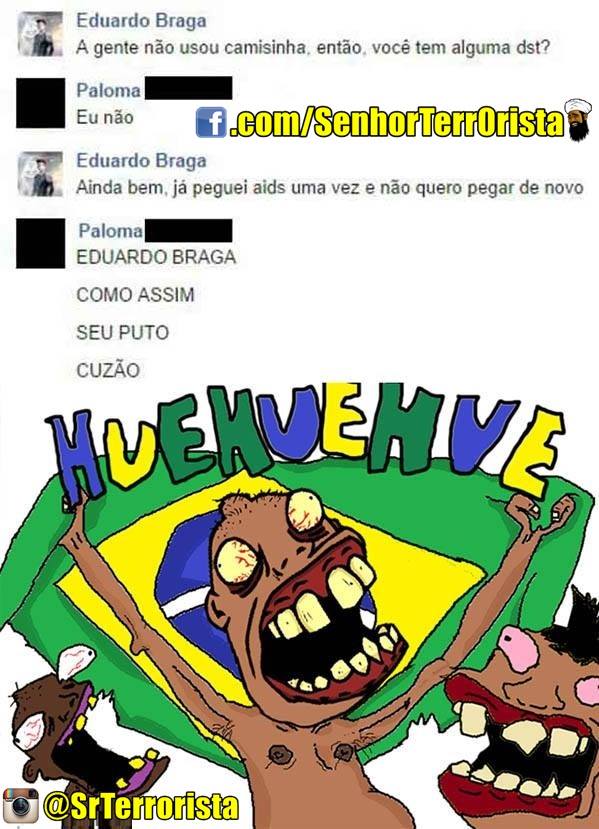 Eduardo Braga
A gente não usou camisinha, então, você tem alguma dst?
Paloma
Eu não
f.com/SenhorTerr0rista
Eduardo Braga
Ainda bem, já peguei aids uma vez e não quero pegar de novo
Paloma
EDUARDO BRAGA
COMO ASSIM
SEU PUTO
CUZÃO
HUEHUEHUE
@SrTerrorista